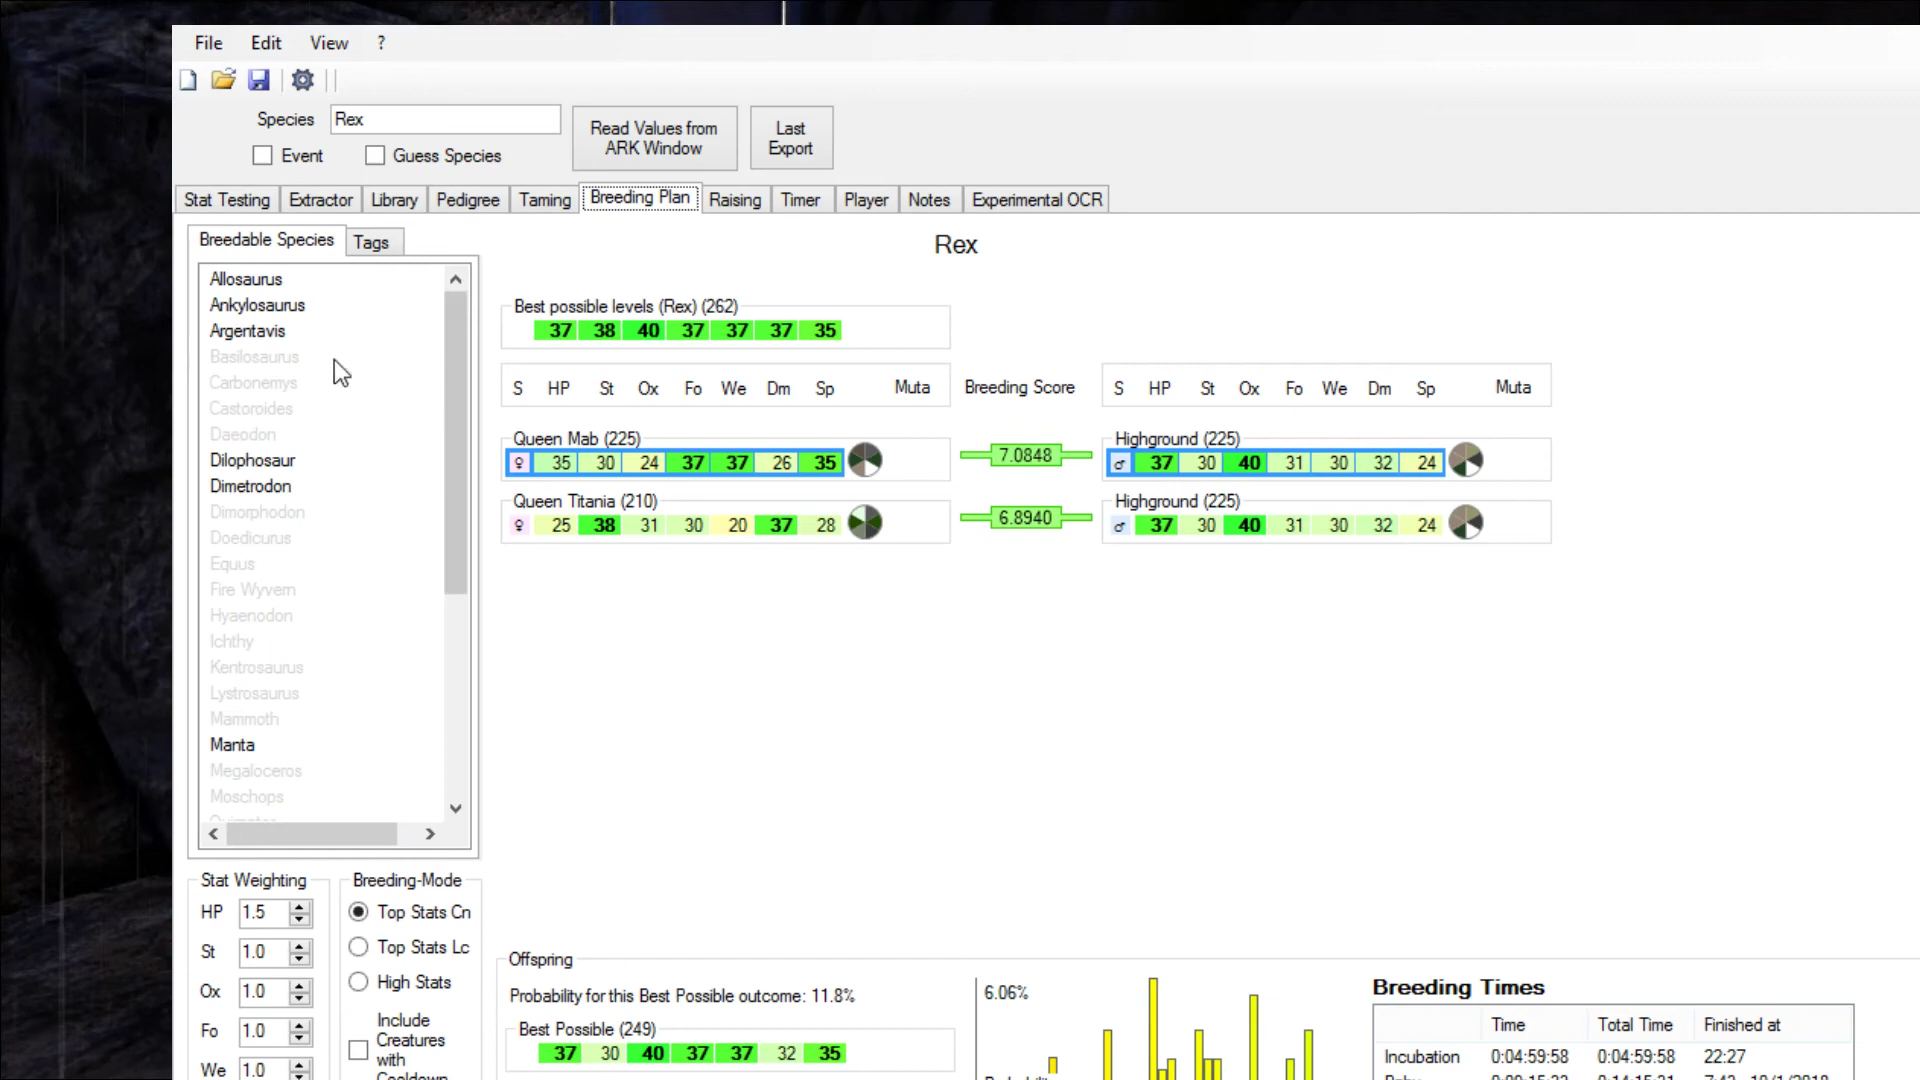 File Edit View ?
Species Rex
Read Values from
ARK Window
Last
Export
Event Guess Species
Stat Testing Extractor Library Pedigree Taming Breeding Plan Raising Timer Player Notes Experimental OCR
Breedable Species Tags
Allosaurus
Ankylosaurus
Argentavis
Basilosaurus
Carbonemys
Castoroides
Daeodon
Dilophosaur
Dimetrodon
Dimorphodon
Doedicurus
Equus
Fire Wyvern
Hyaenodon
Ichthy
Kentrosaurus
Lystrosaurus
Mammoth
Manta
Megaloceros
Moschops
Rex
Best possible levels (Rex) (262)
37 38 40 37 37 37 35
S HP St Ox Fo We Dm Sp Muta Breeding Score S HP St Ox Fo We Dm Sp Muta
Queen Mab (225) Highground (225)
♀ 35 30 24 37 37 26 35 7.0848 ♂ 37 30 40 31 30 32 24
Queen Titania (210) Highground (225)
♀ 25 38 31 30 20 37 28 6.8940 ♂ 37 30 40 31 30 32 24
Stat Weighting
HP 1.5
St 1.0
Ox 1.0
Fo 1.0
We 1.0
Breeding-Mode
Top Stats Cn
Top Stats Lc
High Stats
Include
Creatures
with
Offspring
Probability for this Best Possible outcome: 11.8%
Best Possible (249)
37 30 40 37 37 32 35
6.06%
Breeding Times
Time Total Time Finished at
Incubation 0:04:59:58 0:04:59:58 22:27